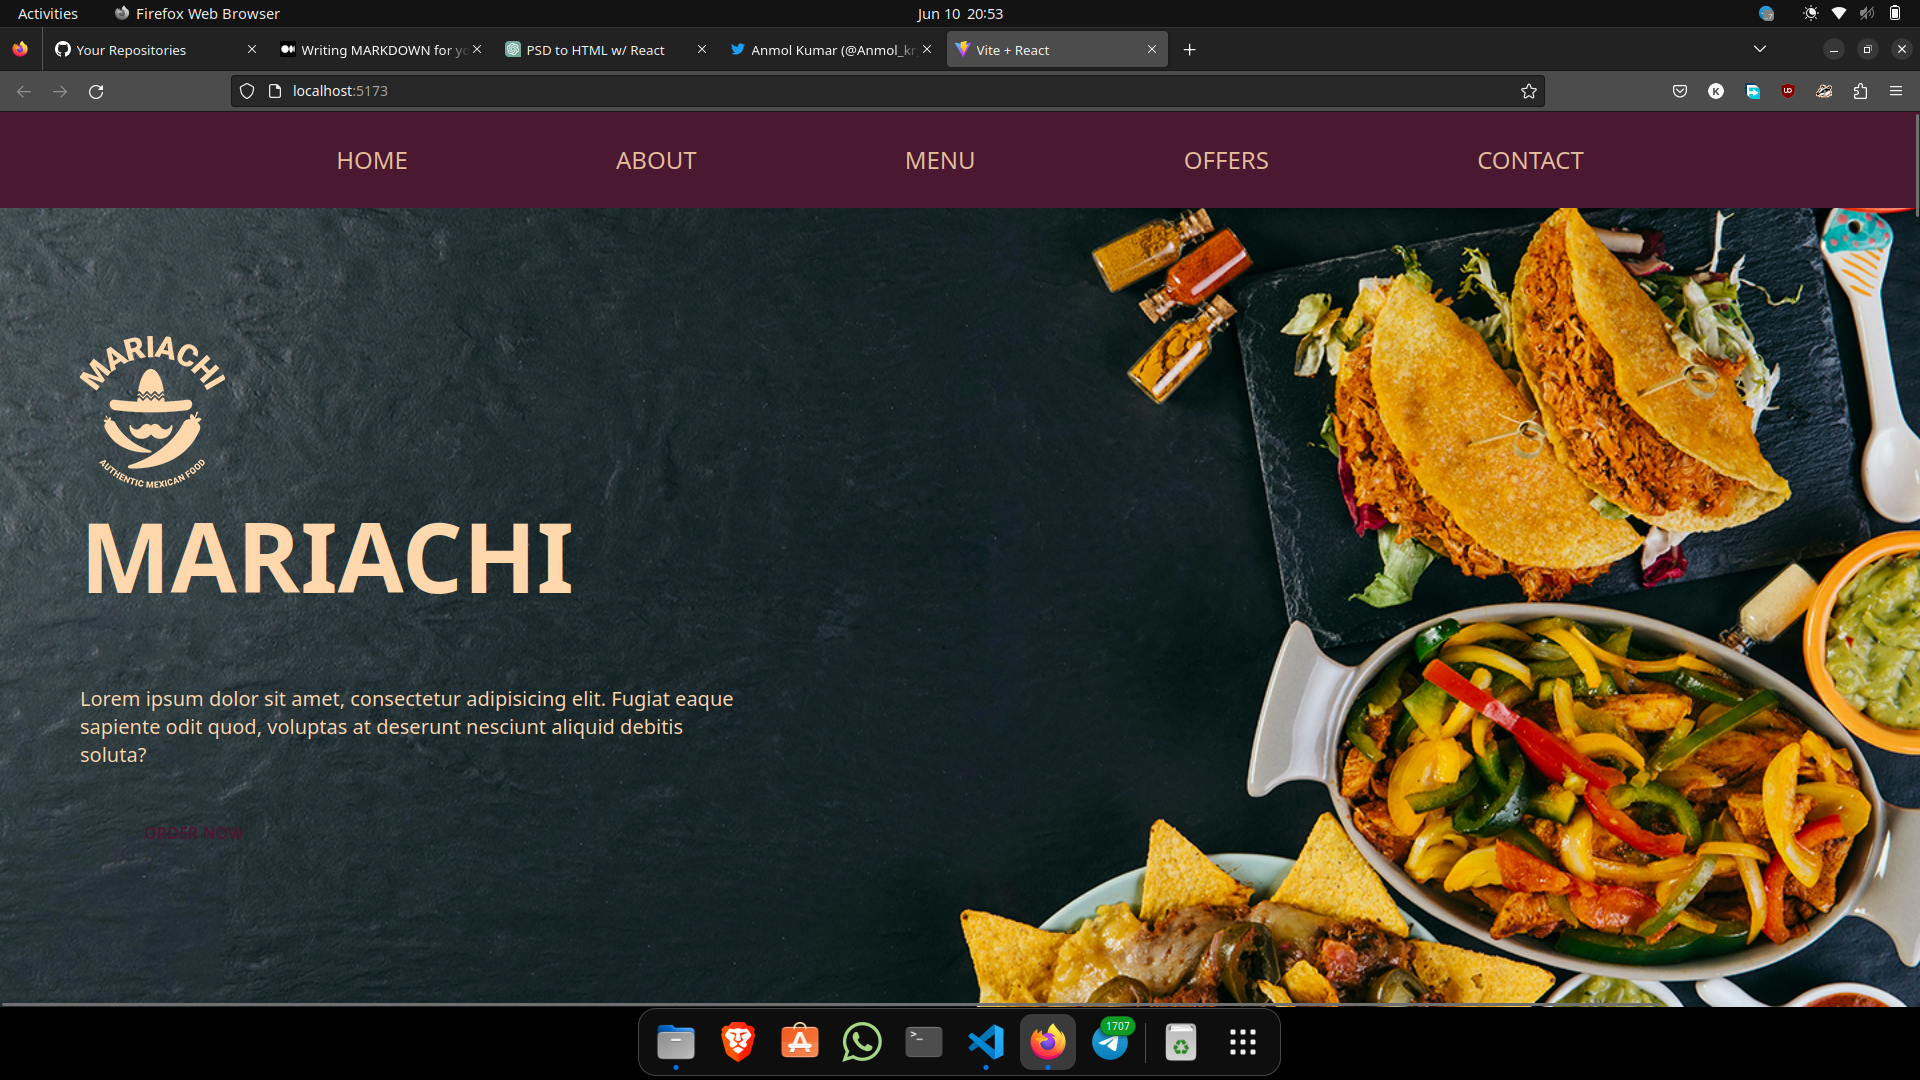 Activities
Firefox Web Browser
Jun 10 20:53
Your Repositories
Writing MARKDOWN for yo
PSD to HTML w/ React
Anmol Kumar (@Anmol_kr
Vite + React
localhost:5173
HOME
ABOUT
MENU
OFFERS
CONTACT
MARIACHI
AUTHENTIC MEXICAN FOOD
MARIACHI
Lorem ipsum dolor sit amet, consectetur adipisicing elit. Fugiat eaque
sapiente odit quod, voluptas at deserunt nesciunt aliquid debitis
soluta?
ORDER NOW
1707